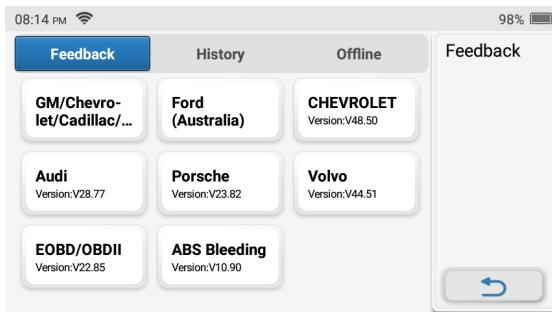 08:14 PM
98%
Feedback
History
Offline
Feedback
GM/Chevro-
let/Cadillac/...
Ford
(Australia)
CHEVROLET
Version:V48.50
Audi
Version:V28.77
Porsche
Version:V23.82
Volvo
Version:V44.51
EOBD/OBDII
Version:V22.85
ABS Bleeding
Version:V10.90